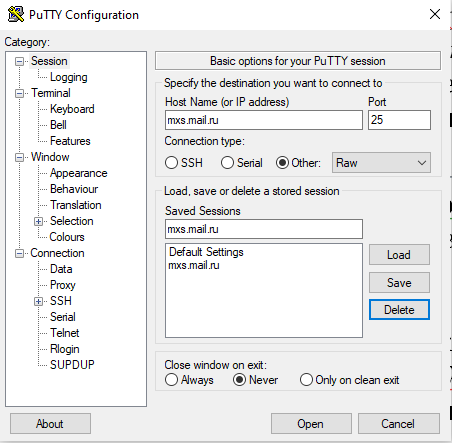 PuTTY Configuration
Category:
Session
Logging
Terminal
Keyboard
Bell
Features
Window
Appearance
Behaviour
Translation
Selection
Colours
Connection
Data
Proxy
SSH
Serial
Telnet
Rlogin
SUPDUP
Basic options for your PuTTY session
Specify the destination you want to connect to
Host Name (or IP address) Port
mxs.mail.ru 25
Connection type:
SSH Serial Other: Raw
Load, save or delete a stored session
Saved Sessions
mxs.mail.ru
Default Settings
mxs.mail.ru
Load
Save
Delete
Close window on exit:
Always Never Only on clean exit
About Open Cancel